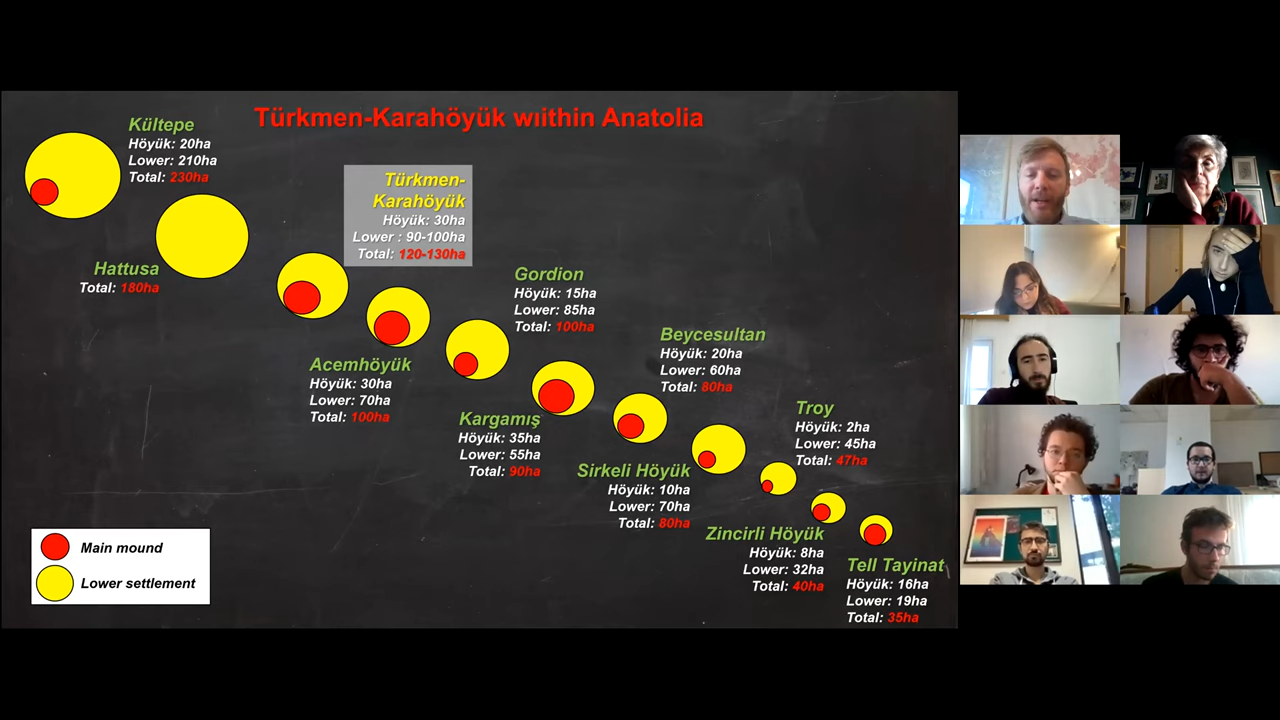 Türkmen-Karahöyük wiithin Anatolia
Kültepe
Höyük: 20ha
Lower: 210ha
Total: 230ha
Hattusa
Total: 180ha
Türkmen-
Karahöyük
Höyük: 30ha
Lower : 90-100ha
Total: 120-130ha
Acemhöyük
Höyük: 30ha
Lower: 70ha
Total: 100ha
Gordion
Höyük: 15ha
Lower: 85ha
Total: 100ha
Kargamış
Höyük: 35ha
Lower: 55ha
Total: 90ha
Beycesultan
Höyük: 20ha
Lower: 60ha
Total: 80ha
Sirkeli Höyük
Höyük: 10ha
Lower: 70ha
Total: 80ha
Troy
Höyük: 2ha
Lower: 45ha
Total: 47ha
Zincirli Höyük
Höyük: 8ha
Lower: 32ha
Total: 40ha
Tell Tayinat
Höyük: 16ha
Lower: 19ha
Total: 35ha
Main mound
Lower settlement